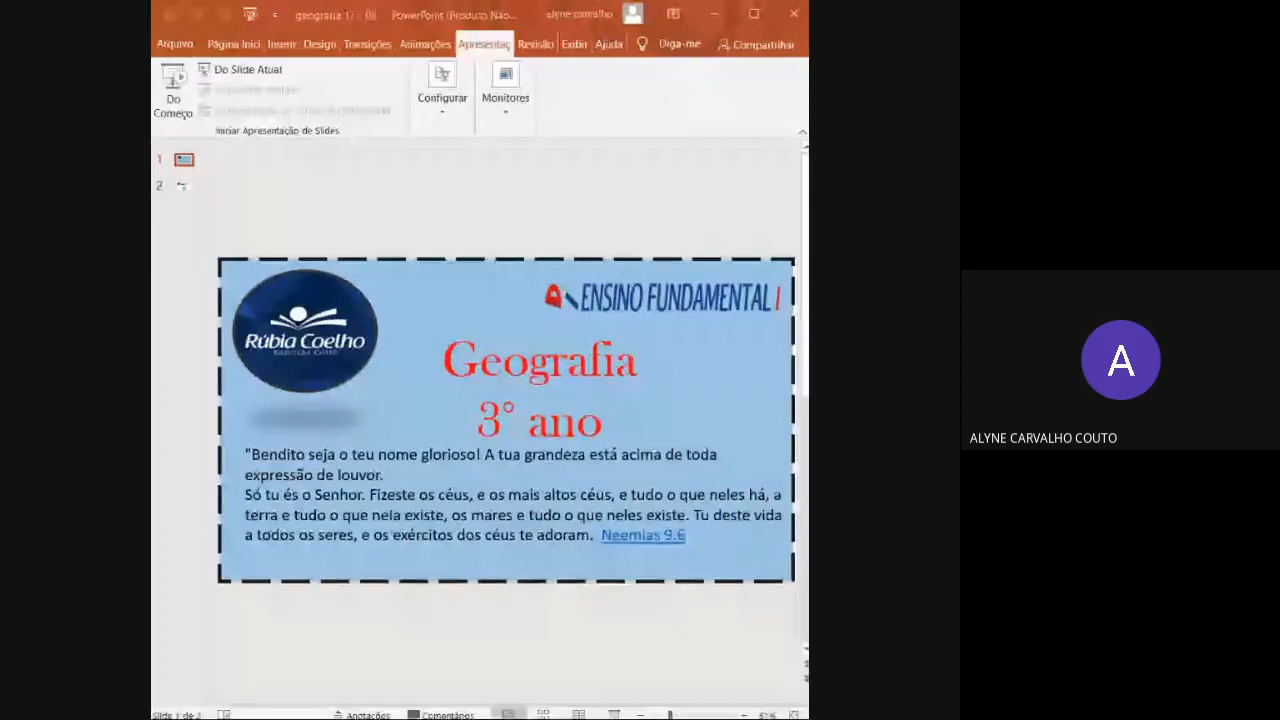 PowerPoint (Produto Não...
alyne carvalho
Arquivo Página Inici Inserir Design Transições Animações Apresentaç Revisão Exibir Ajuda Diga-me Compartilhar
Do Slide Atual
Do
Começo
Configurar
Monitores
Iniciar Apresentação de Slides
1
2
Rúbia Coelho
ENSINO FUNDAMENTAL I
Geografia
3° ano
"Bendito seja o teu nome glorioso! A tua grandeza está acima de toda
expressão de louvor.
Só tu és o Senhor. Fizeste os céus, e os mais altos céus, e tudo o que neles há, a
terra e tudo o que nela existe, os mares e tudo o que neles existe. Tu deste vida
a todos os seres, e os exércitos dos céus te adoram. Neemias 9.6
Slide 1 de 2
Anotações
Comentários
A
ALYNE CARVALHO COUTO